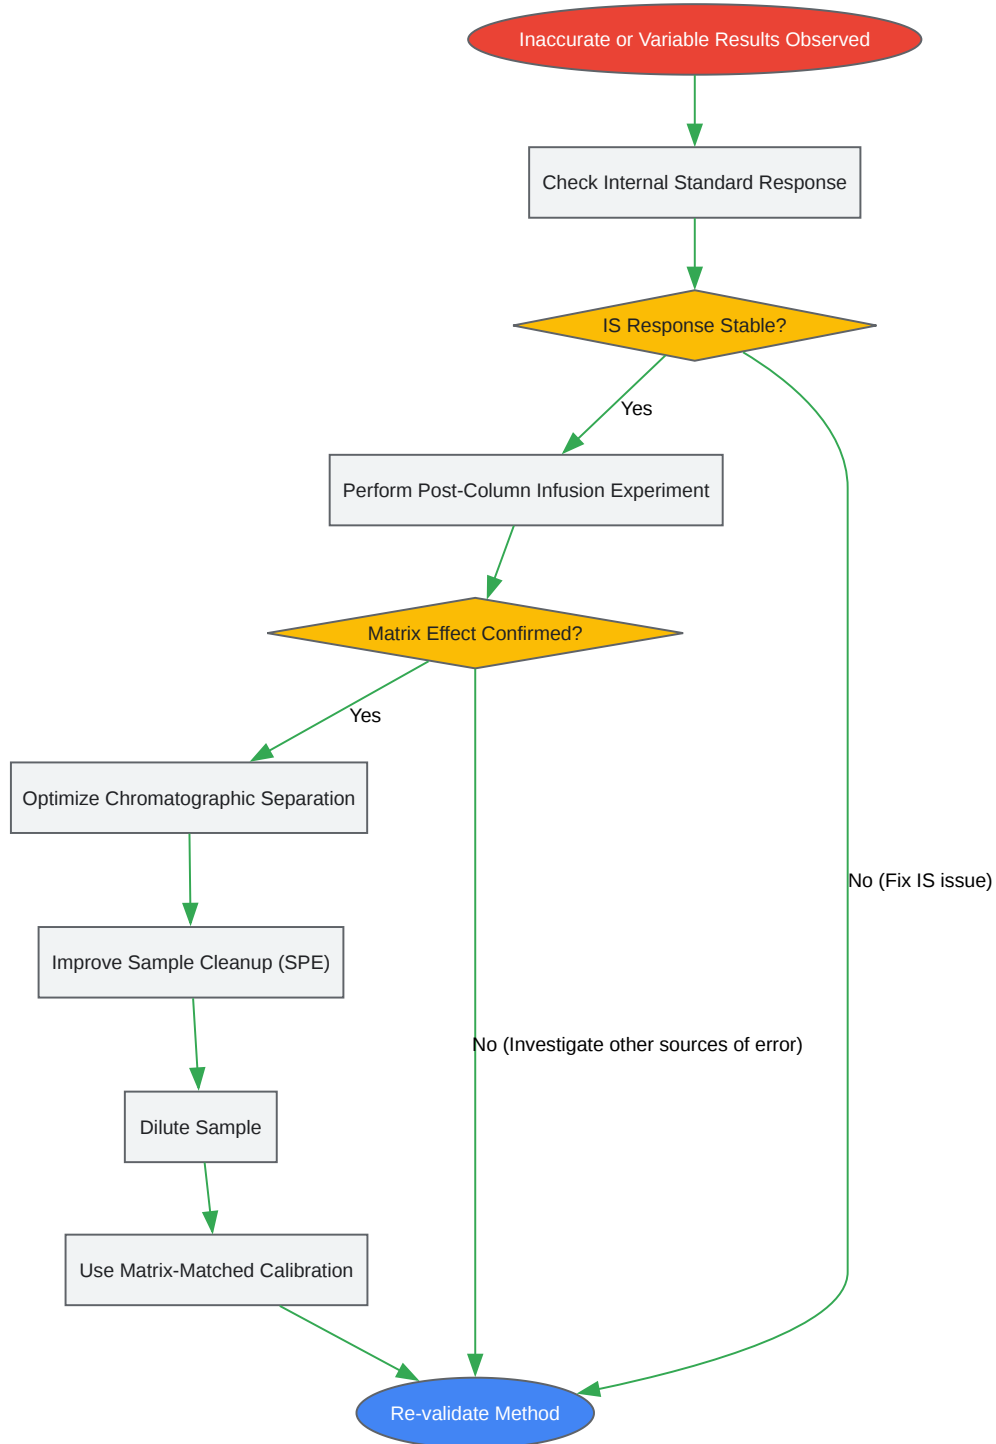 Inaccurate or Variable Results Observed
Check Internal Standard Response
IS Response Stable?
Yes
Perform Post-Column Infusion Experiment
Matrix Effect Confirmed?
Yes
Optimize Chromatographic Separation
No (Fix IS issue)
Improve Sample Cleanup (SPE)
No (Investigate other sources of error)
Dilute Sample
Use Matrix-Matched Calibration
Re-validate Method